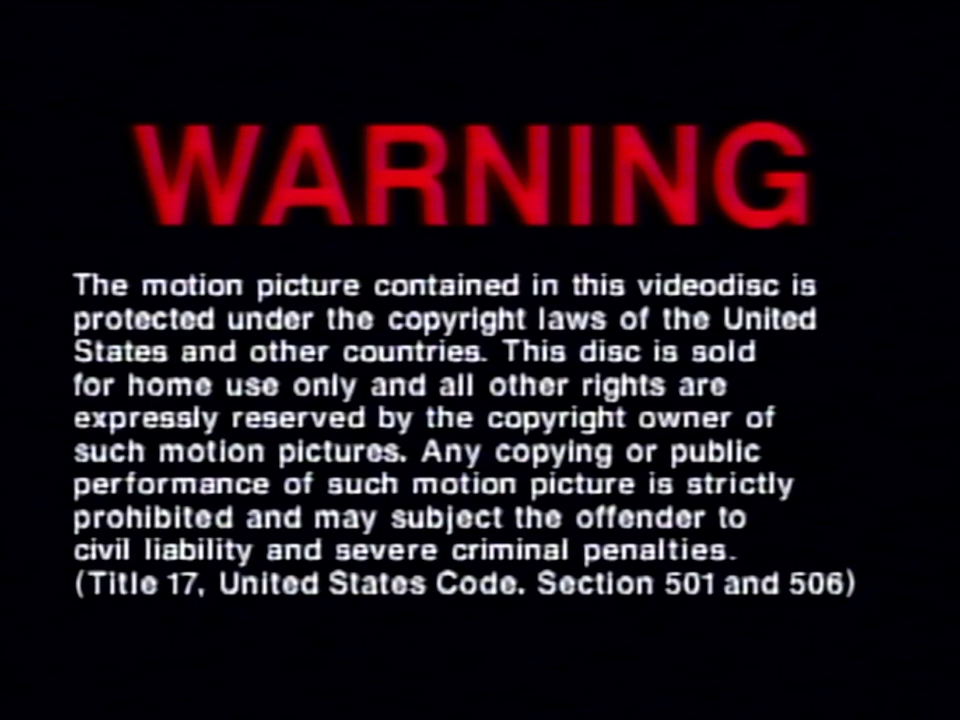 WARNING
The motion picture contained in this videodisc is
protected under the copyright laws of the United
States and other countries. This disc is sold
for home use only and all other rights are
expressly reserved by the copyright owner of
such motion pictures. Any copying or public
performance of such motion picture is strictly
prohibited and may subject the offender to
civil liability and severe criminal penalties.
(Title 17, United States Code. Section 501 and 506)